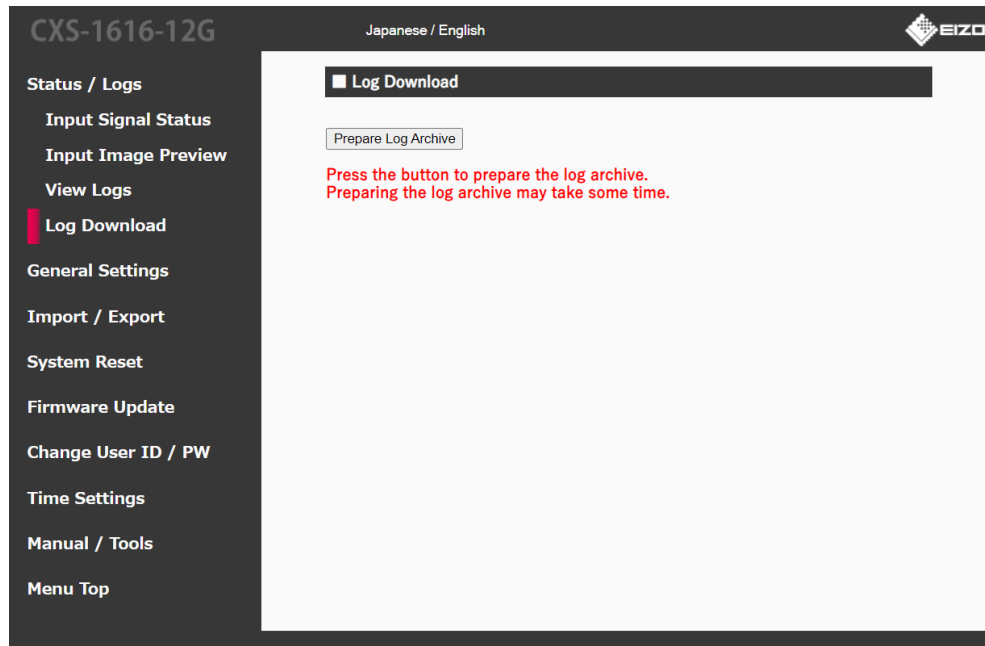 CXS-1616-12G
Japanese / English
EIZO
Status / Logs
Input Signal Status
Input Image Preview
View Logs
Log Download
General Settings
Import / Export
System Reset
Firmware Update
Change User ID / PW
Time Settings
Manual / Tools
Menu Top
■ Log Download
Prepare Log Archive
Press the button to prepare the log archive.
Preparing the log archive may take some time.